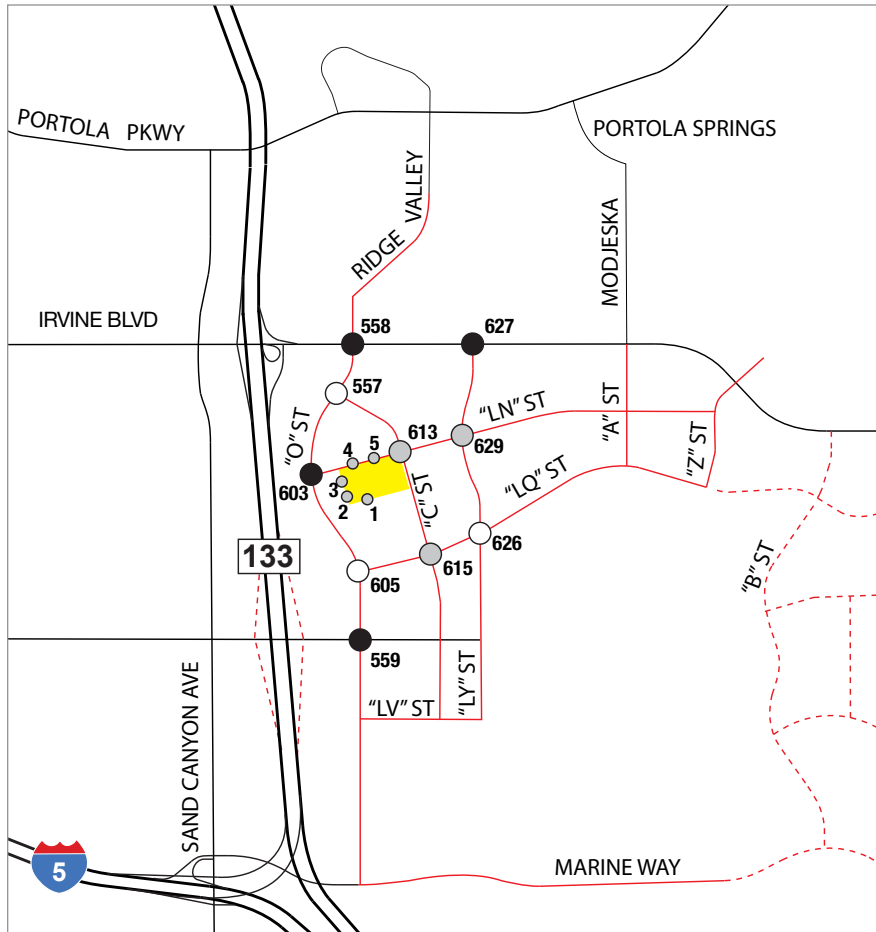 PORTOLA PKWY
PORTOLA SPRINGS
RIDGE VALLEY
MODJESKA
IRVINE BLVD
558
627
557
"O" ST
"LN" ST
"A" ST
613
629
5
4
"Z" ST
"LQ" ST
603
3
2
1
"C" ST
626
133
615
605
"B" ST
559
"LY" ST
"LV" ST
SAND CANYON AVE
5
MARINE WAY